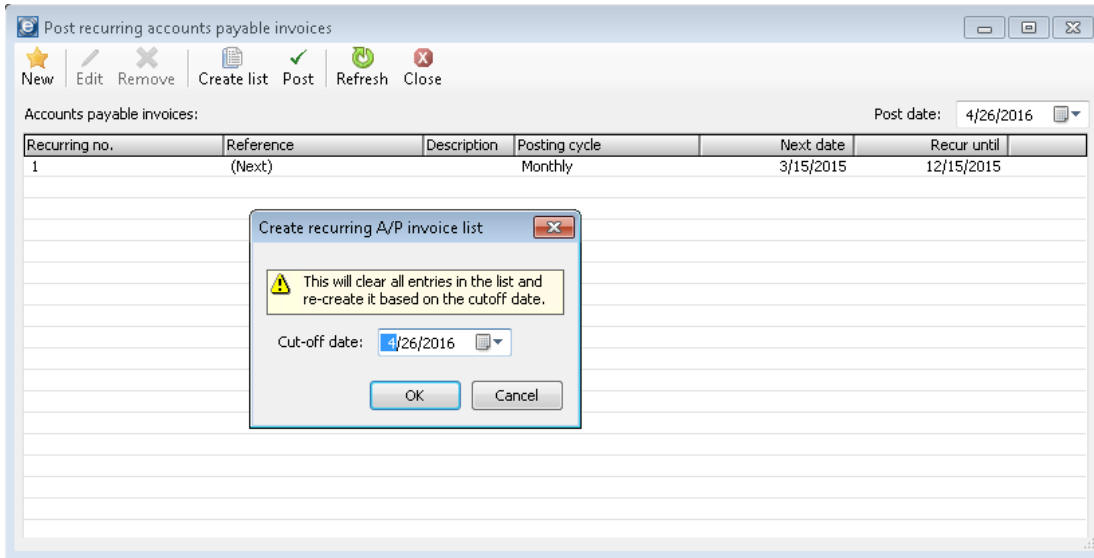 Post recurring accounts payable invoices
New Edit Remove Create list Post Refresh Close
Accounts payable invoices: Post date: 4/26/2016
Recurring no. Reference Description Posting cycle Next date Recur until
1 (Next) Monthly 3/15/2015 12/15/2015
Create recurring A/P invoice list
This will clear all entries in the list and
re-create it based on the cutoff date.
Cut-off date: 4/26/2016
OK Cancel